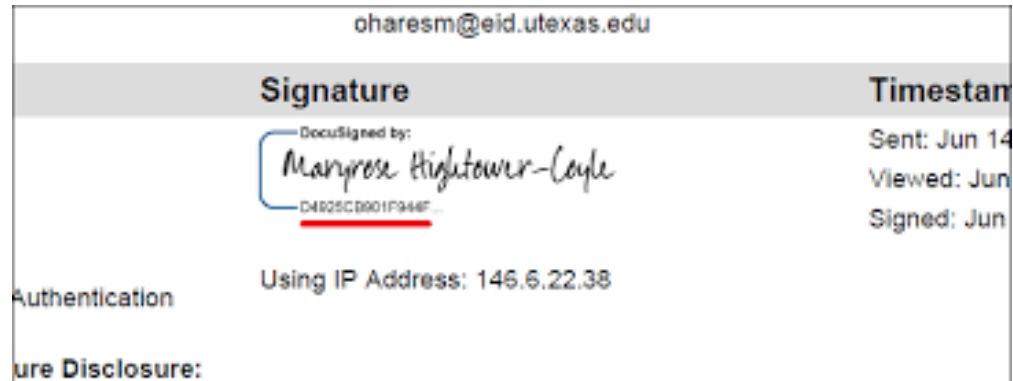 oharesm@eid.utexas.edu
Signature Timestam
DocuSigned by:
Maryrose Hightower-Coyle
D4925CB901F944F...
Sent: Jun 14
Viewed: Jun
Signed: Jun
Using IP Address: 146.6.22.38
Authentication
ure Disclosure: